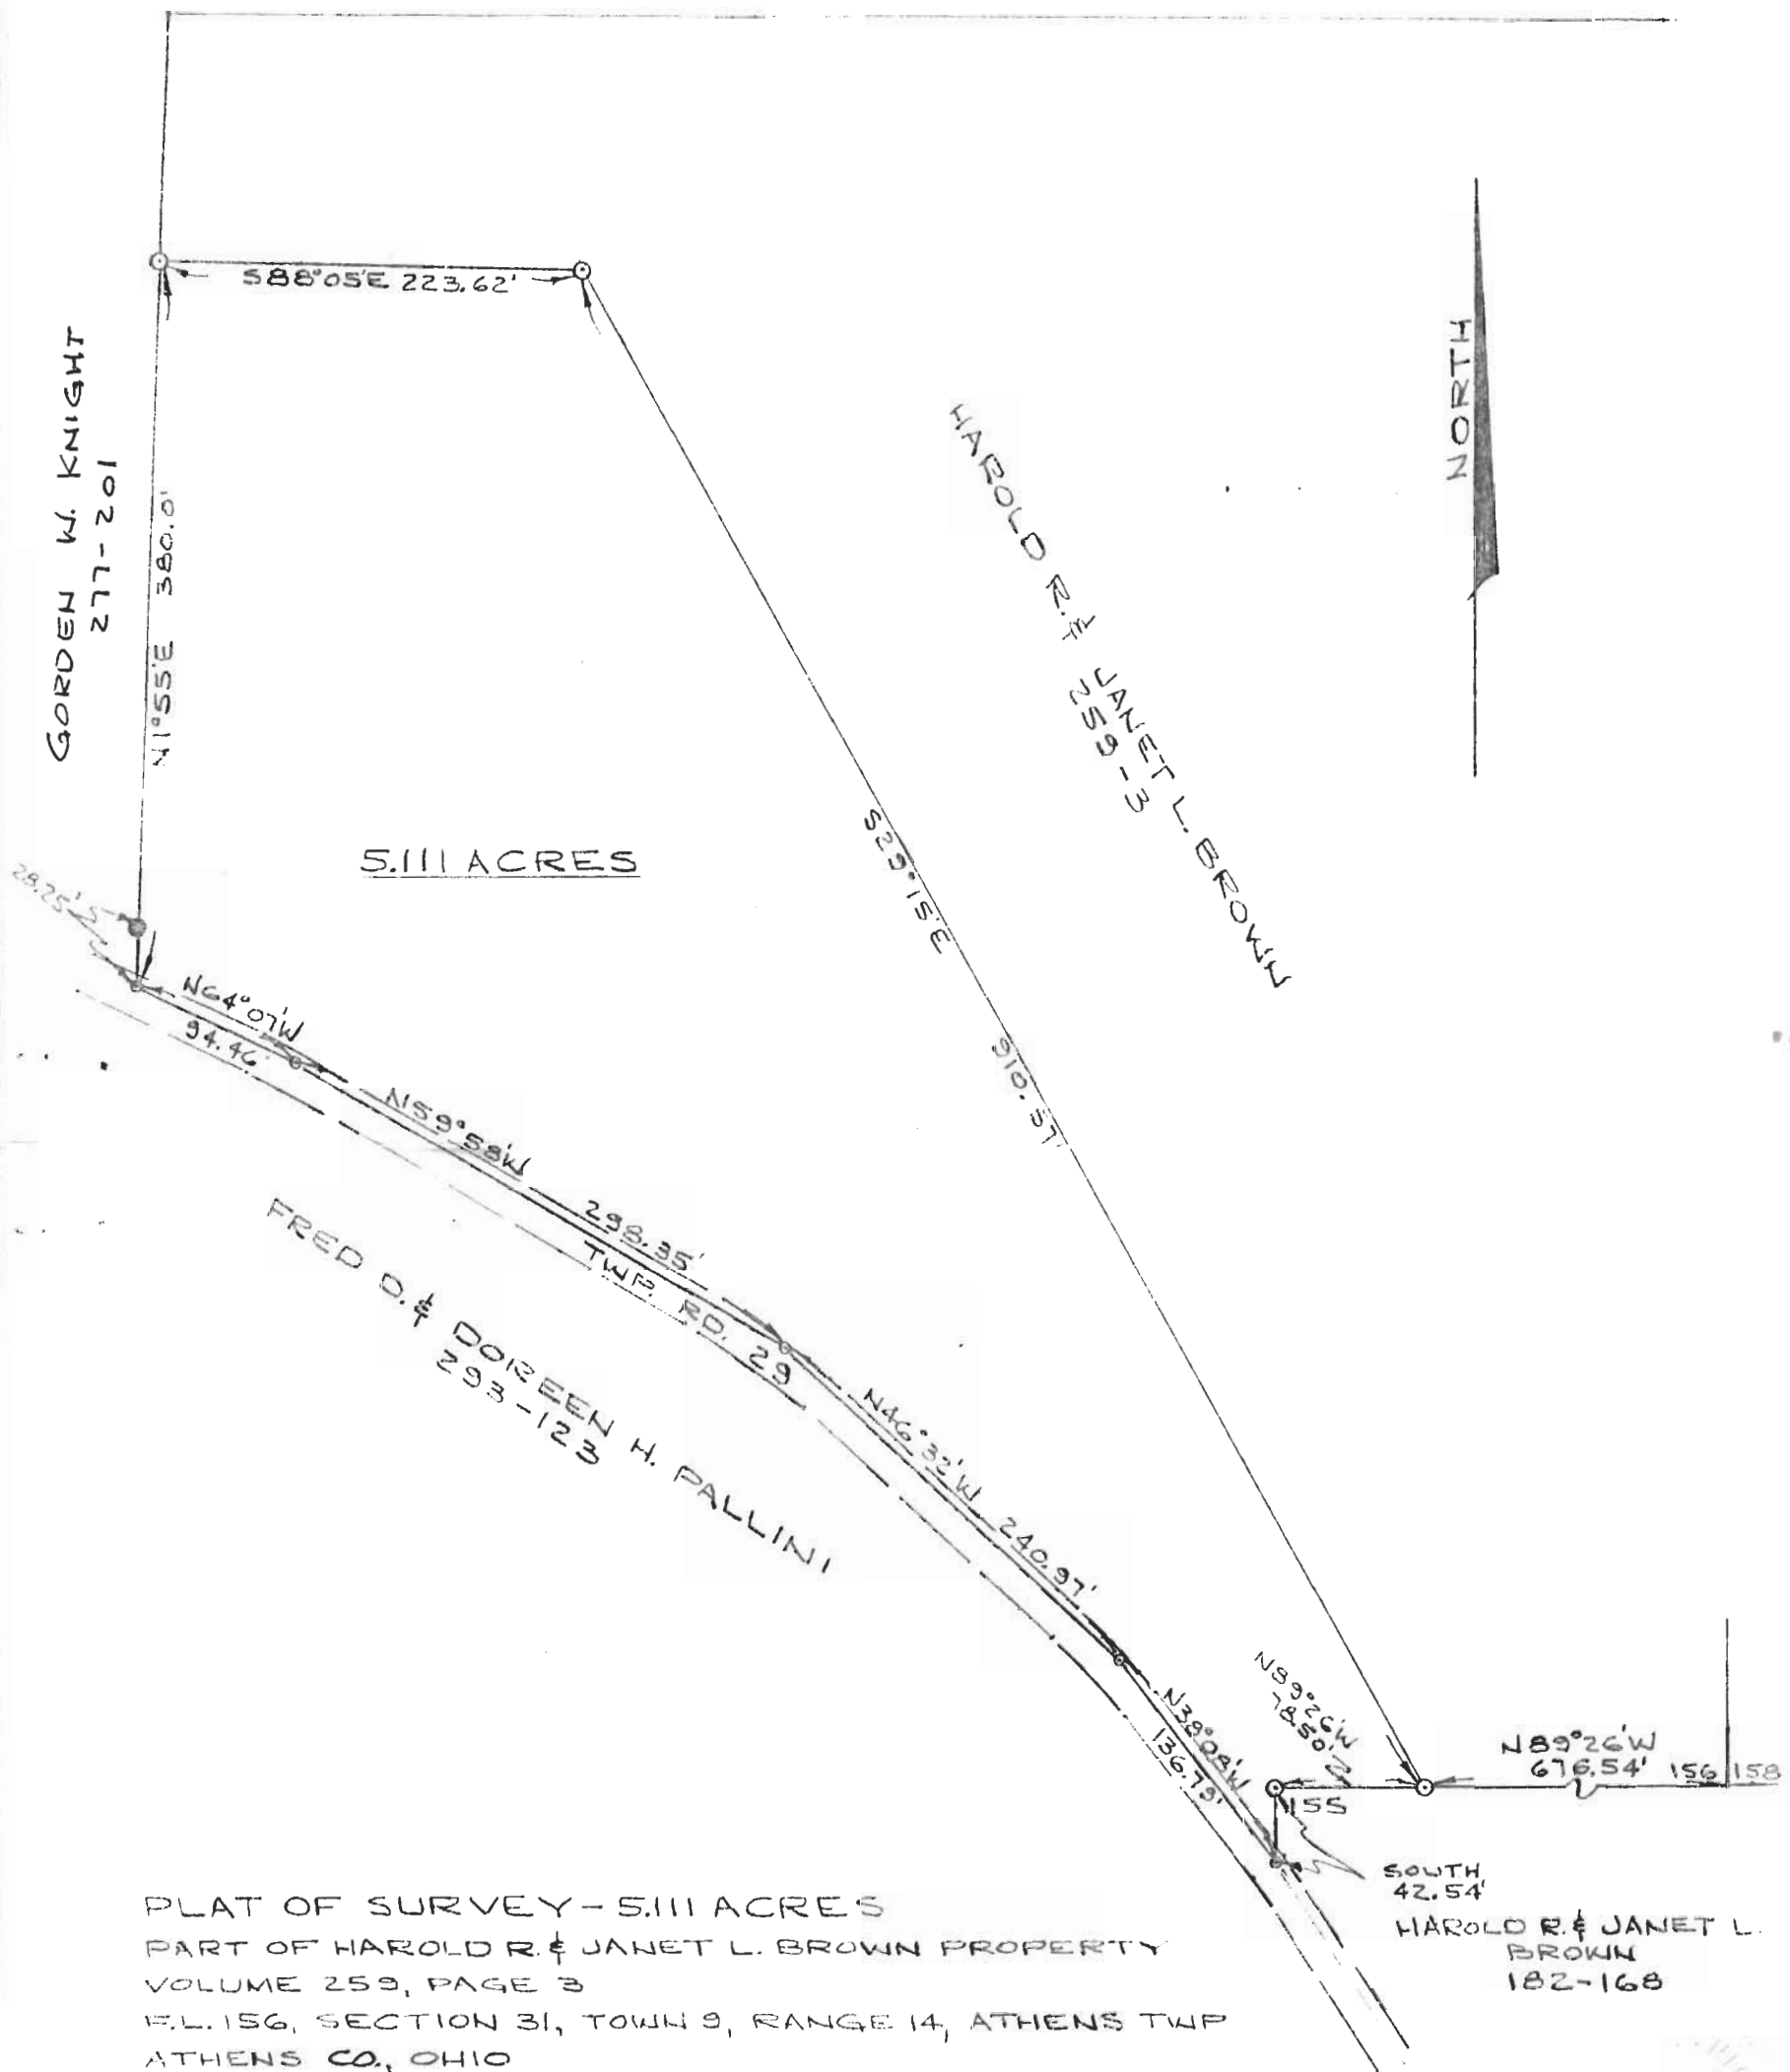 S88°05'E 223.62'
NORTH
GORDEN W. KNIGHT
277-201
N1°55'E 380.0'
HAROLD R. & JANET L. BROWN
259-3
5.111 ACRES
S29°15'E
910.57'
28.25'
N64°07'W
94.46'
N59°58'W
298.35'
TWP. RD. 29
FRED D. & DOREEN H. PALLINI
293-123
N46°32'W 240.97'
N38°08'W
136.79'
N89°26'W
78.50'
N89°26'W
676.54'
156 158
155
SOUTH
42.54'
HAROLD R. & JANET L.
BROWN
182-168
PLAT OF SURVEY - 5.111 ACRES
PART OF HAROLD R. & JANET L. BROWN PROPERTY
VOLUME 259, PAGE 3
F.L. 156, SECTION 31, TOWN 9, RANGE 14, ATHENS TWP
ATHENS CO., OHIO